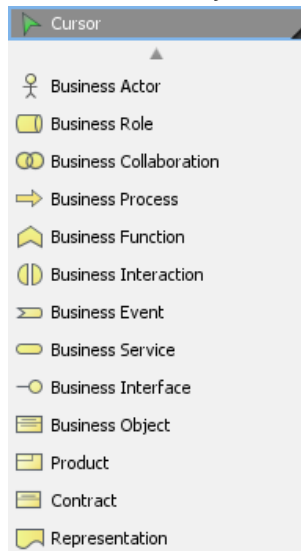 Cursor
Business Actor
Business Role
Business Collaboration
Business Process
Business Function
Business Interaction
Business Event
Business Service
Business Interface
Business Object
Product
Contract
Representation